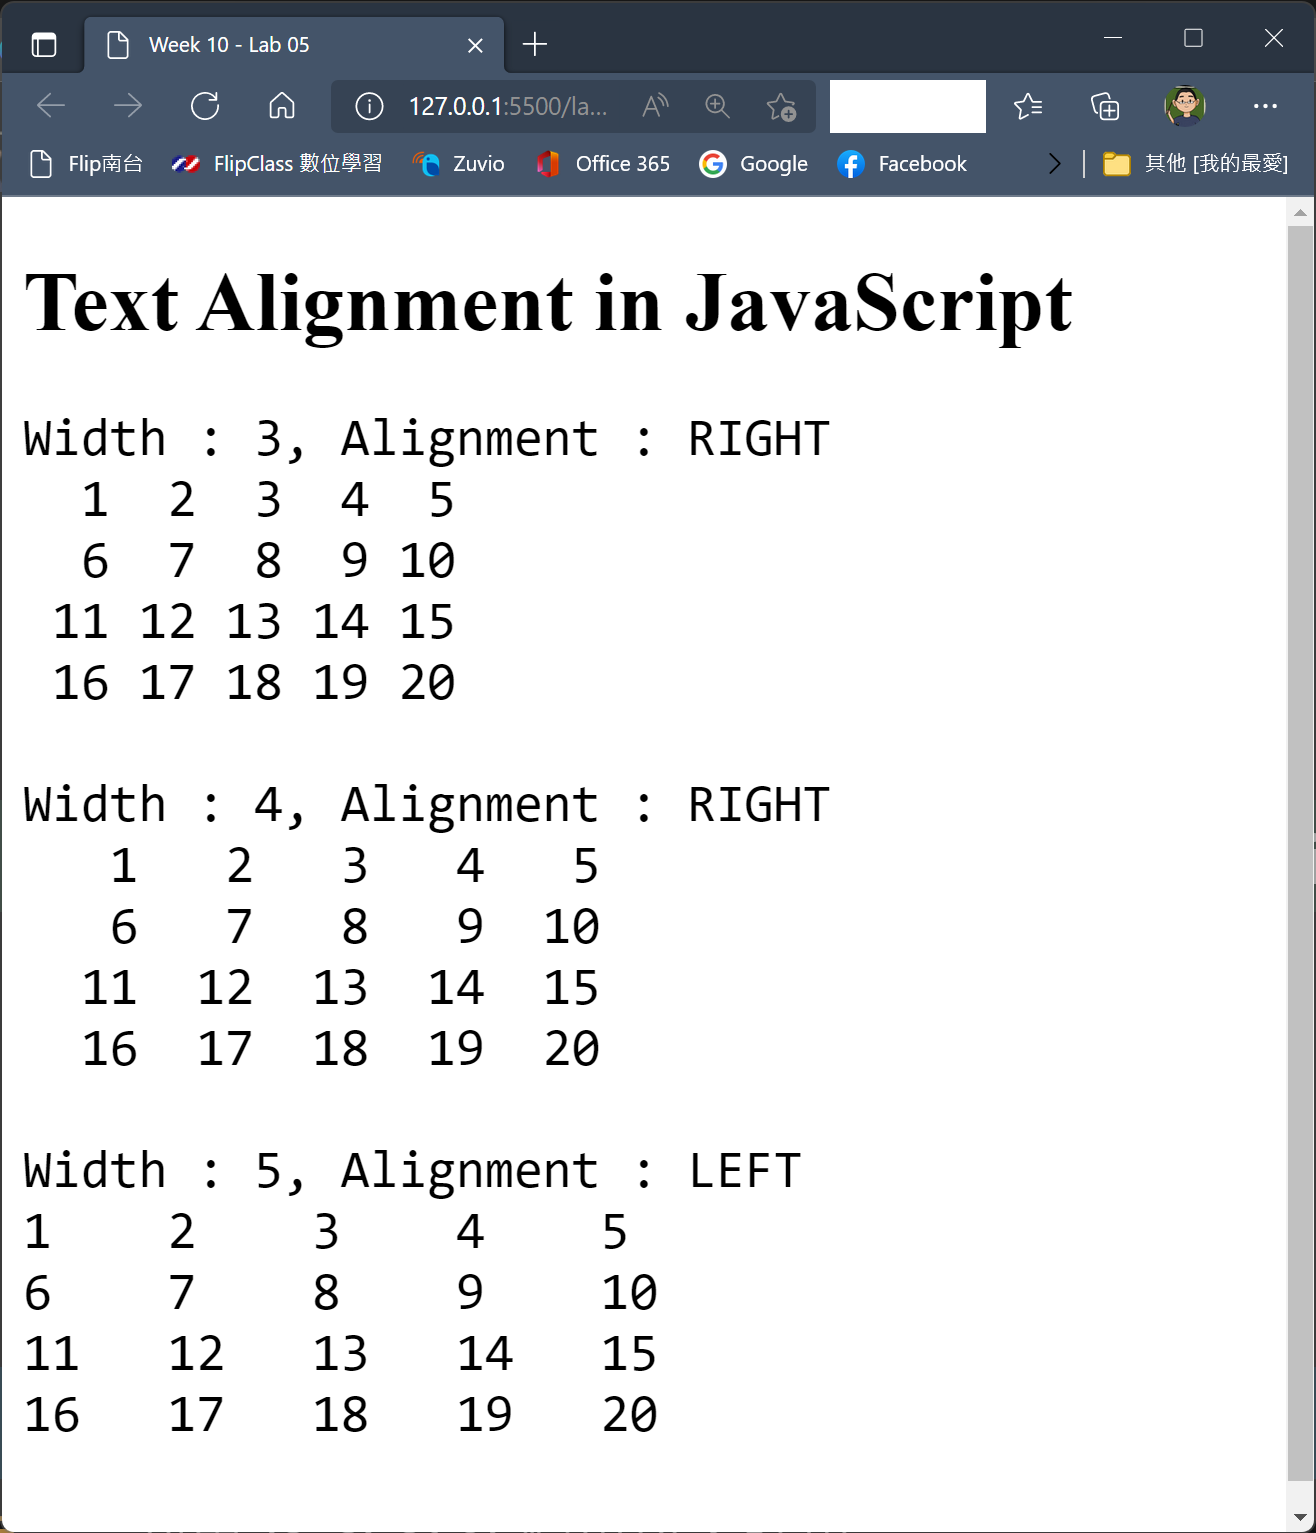 Week 10 - Lab 05
127.0.0.1:5500/la...
Flip南台 FlipClass 數位學習 Zuvio Office 365 Google Facebook 其他 [我的最愛]
Text Alignment in JavaScript
Width : 3, Alignment : RIGHT
  1  2  3  4  5
  6  7  8  9 10
 11 12 13 14 15
 16 17 18 19 20
Width : 4, Alignment : RIGHT
   1   2   3   4   5
   6   7   8   9  10
  11  12  13  14  15
  16  17  18  19  20
Width : 5, Alignment : LEFT
1    2    3    4    5
6    7    8    9    10
11   12   13   14   15
16   17   18   19   20